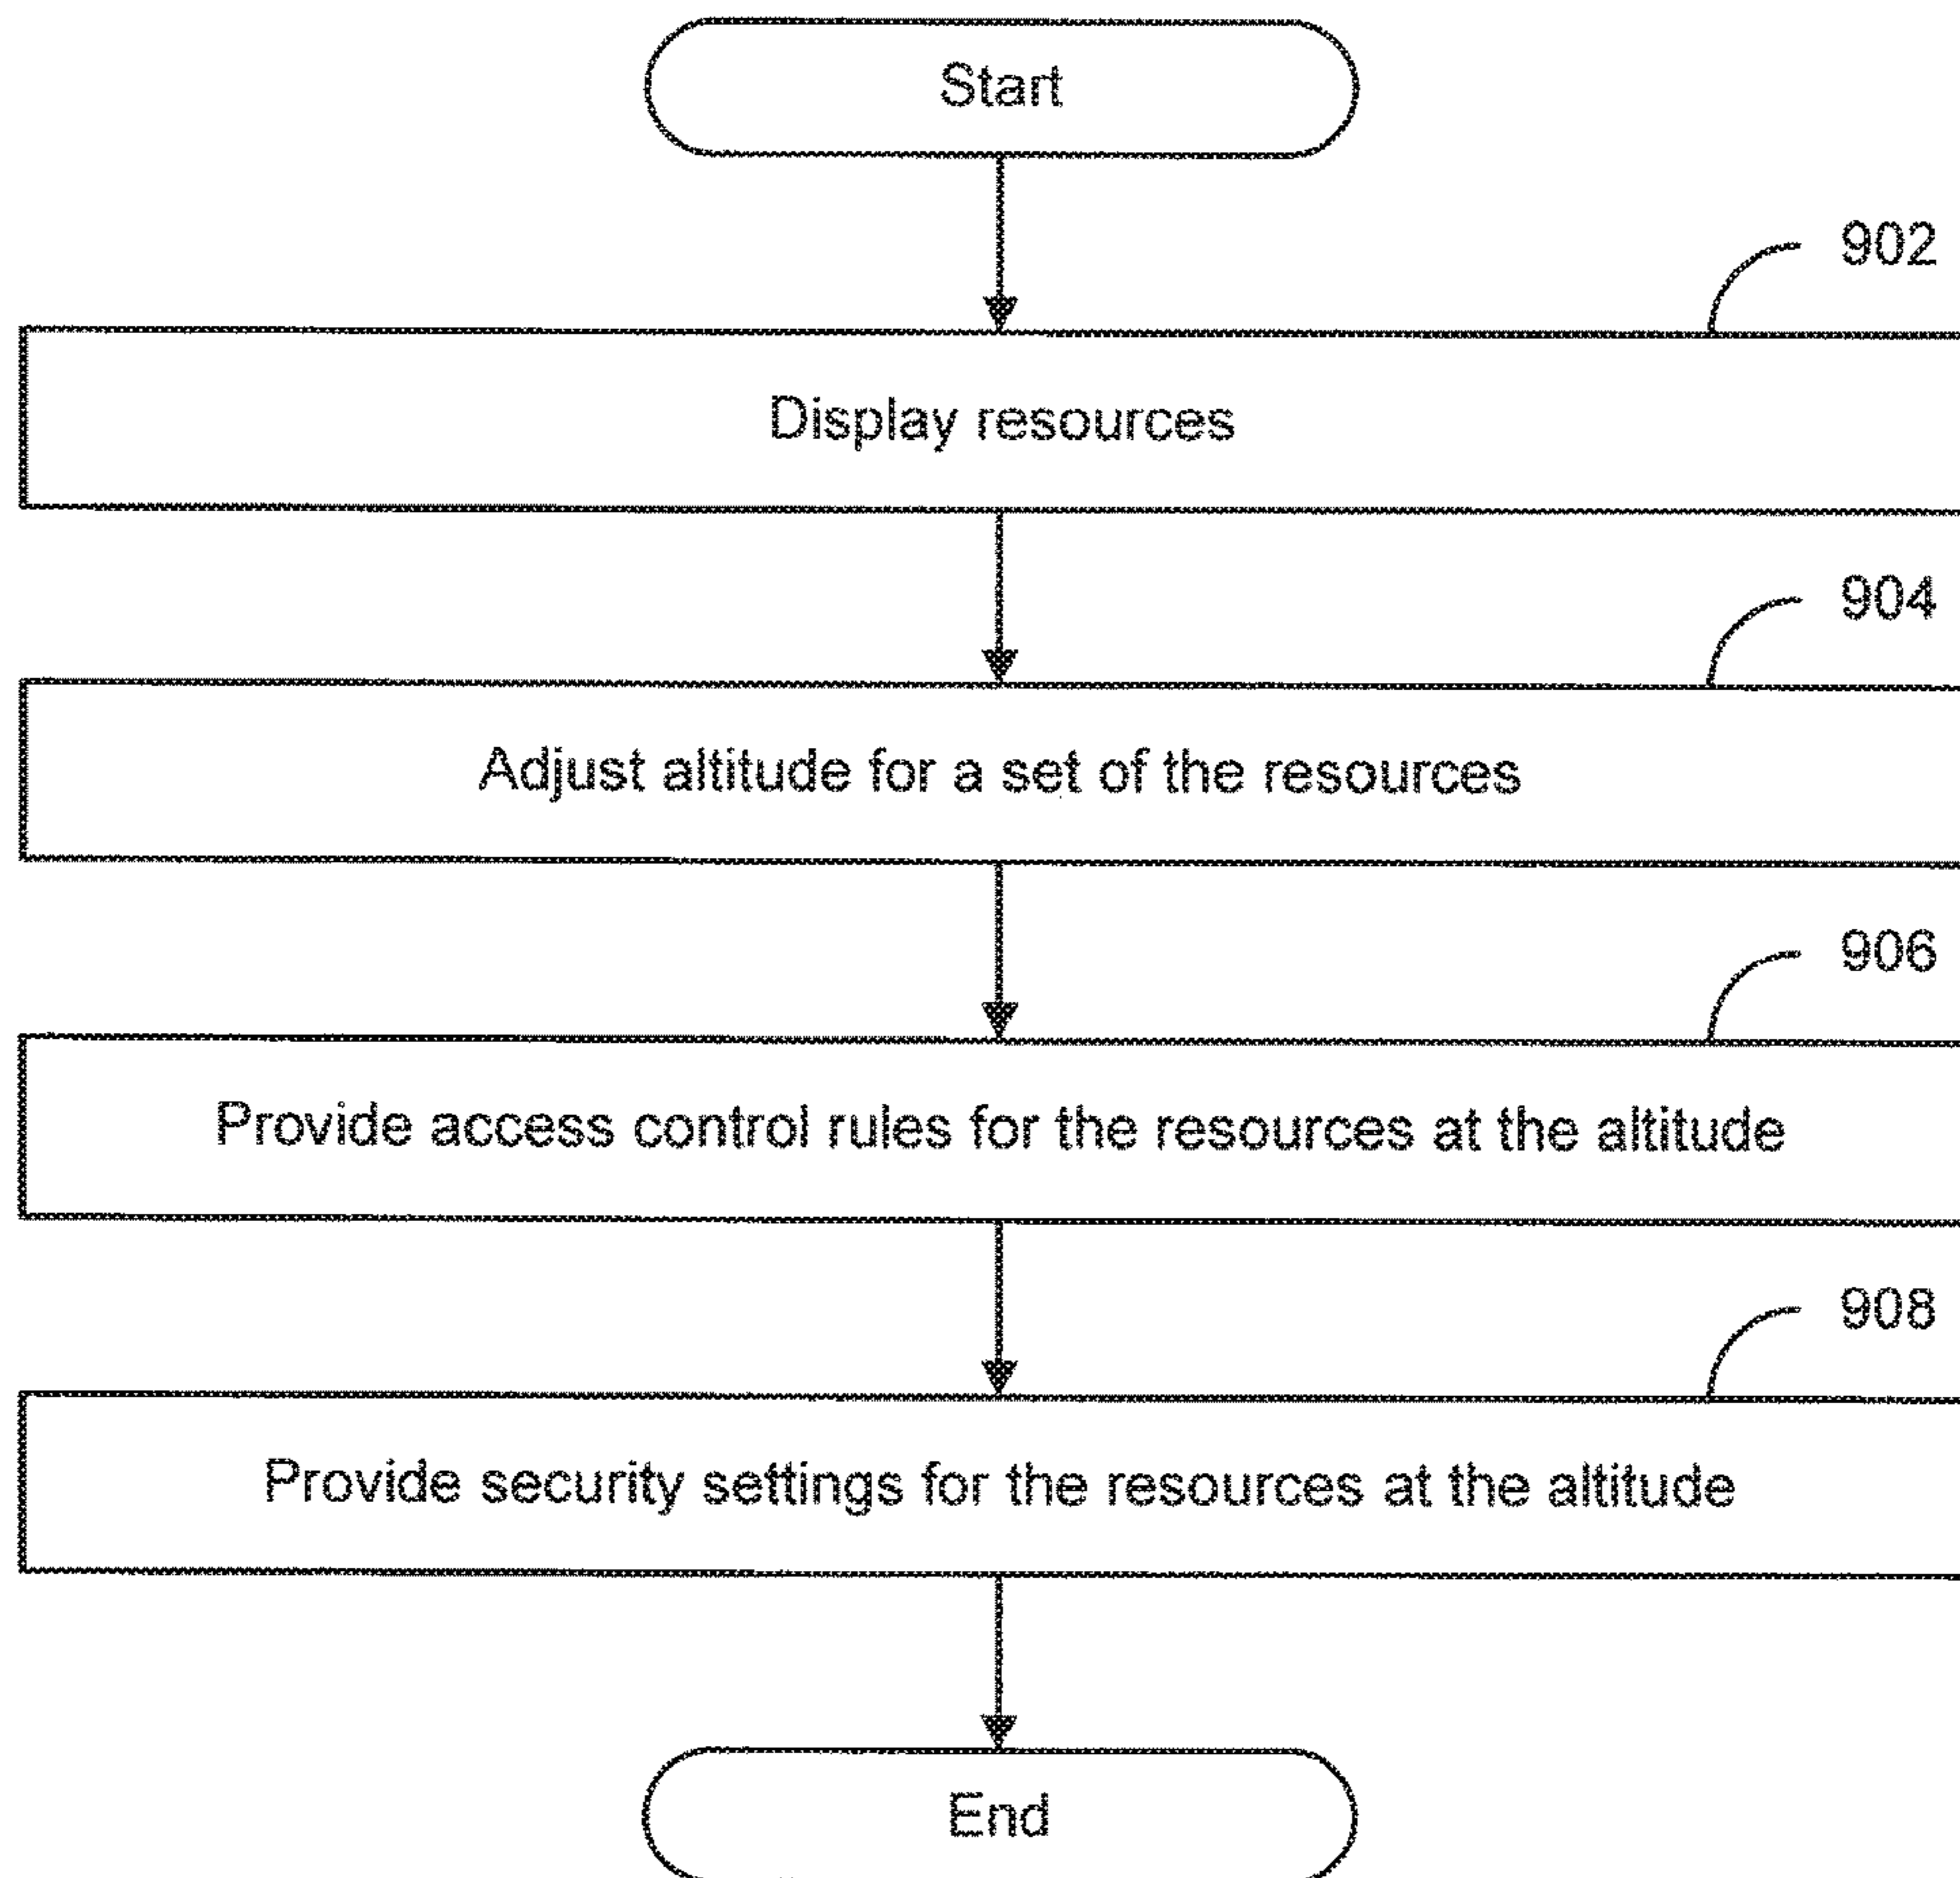 Start
902
Display resources
904
Adjust altitude for a set of the resources
906
Provide access control rules for the resources at the altitude
908
Provide security settings for the resources at the altitude
End